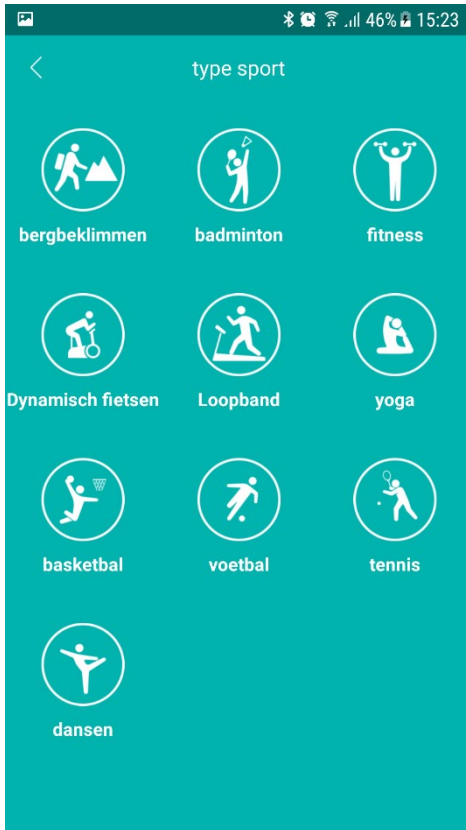 46% 15:23
type sport
bergbeklimmen badminton fitness
Dynamisch fietsen Loopband yoga
basketbal voetbal tennis
dansen